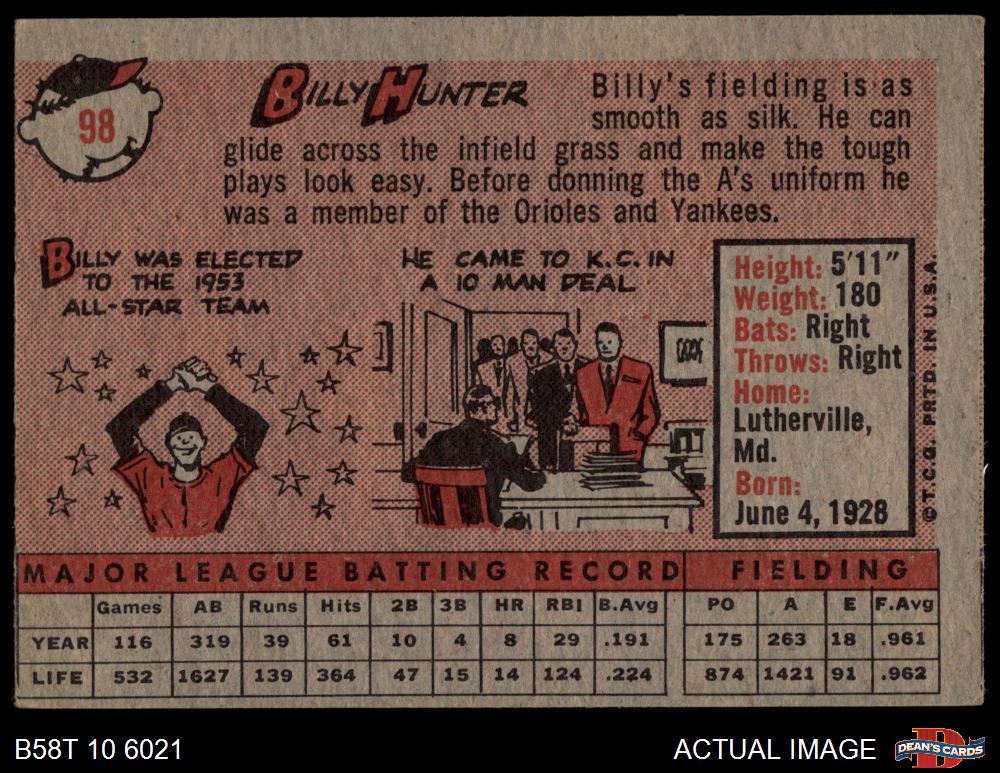 98
BILLY HUNTER
Billy's fielding is as
smooth as silk. He can
glide across the infield grass and make the tough
plays look easy. Before donning the A's uniform he
was a member of the Orioles and Yankees.
BILLY WAS ELECTED
TO THE 1953
ALL-STAR TEAM
HE CAME TO K.C. IN
A 10 MAN DEAL
Height: 5'11"
Weight: 180
Bats: Right
Throws: Right
Home:
Lutherville,
Md.
Born:
June 4, 1928
© T.C.G. PRTD. IN U.S.A.
MAJOR LEAGUE BATTING RECORD FIELDING
Games AB Runs Hits 2B 3B HR RBI B.Avg PO A E F.Avg
YEAR 116 319 39 61 10 4 8 29 .191 175 263 18 .961
LIFE 532 1627 139 364 47 15 14 124 .224 874 1421 91 .962
B58T 10 6021
ACTUAL IMAGE
D
DEAN'S CARDS